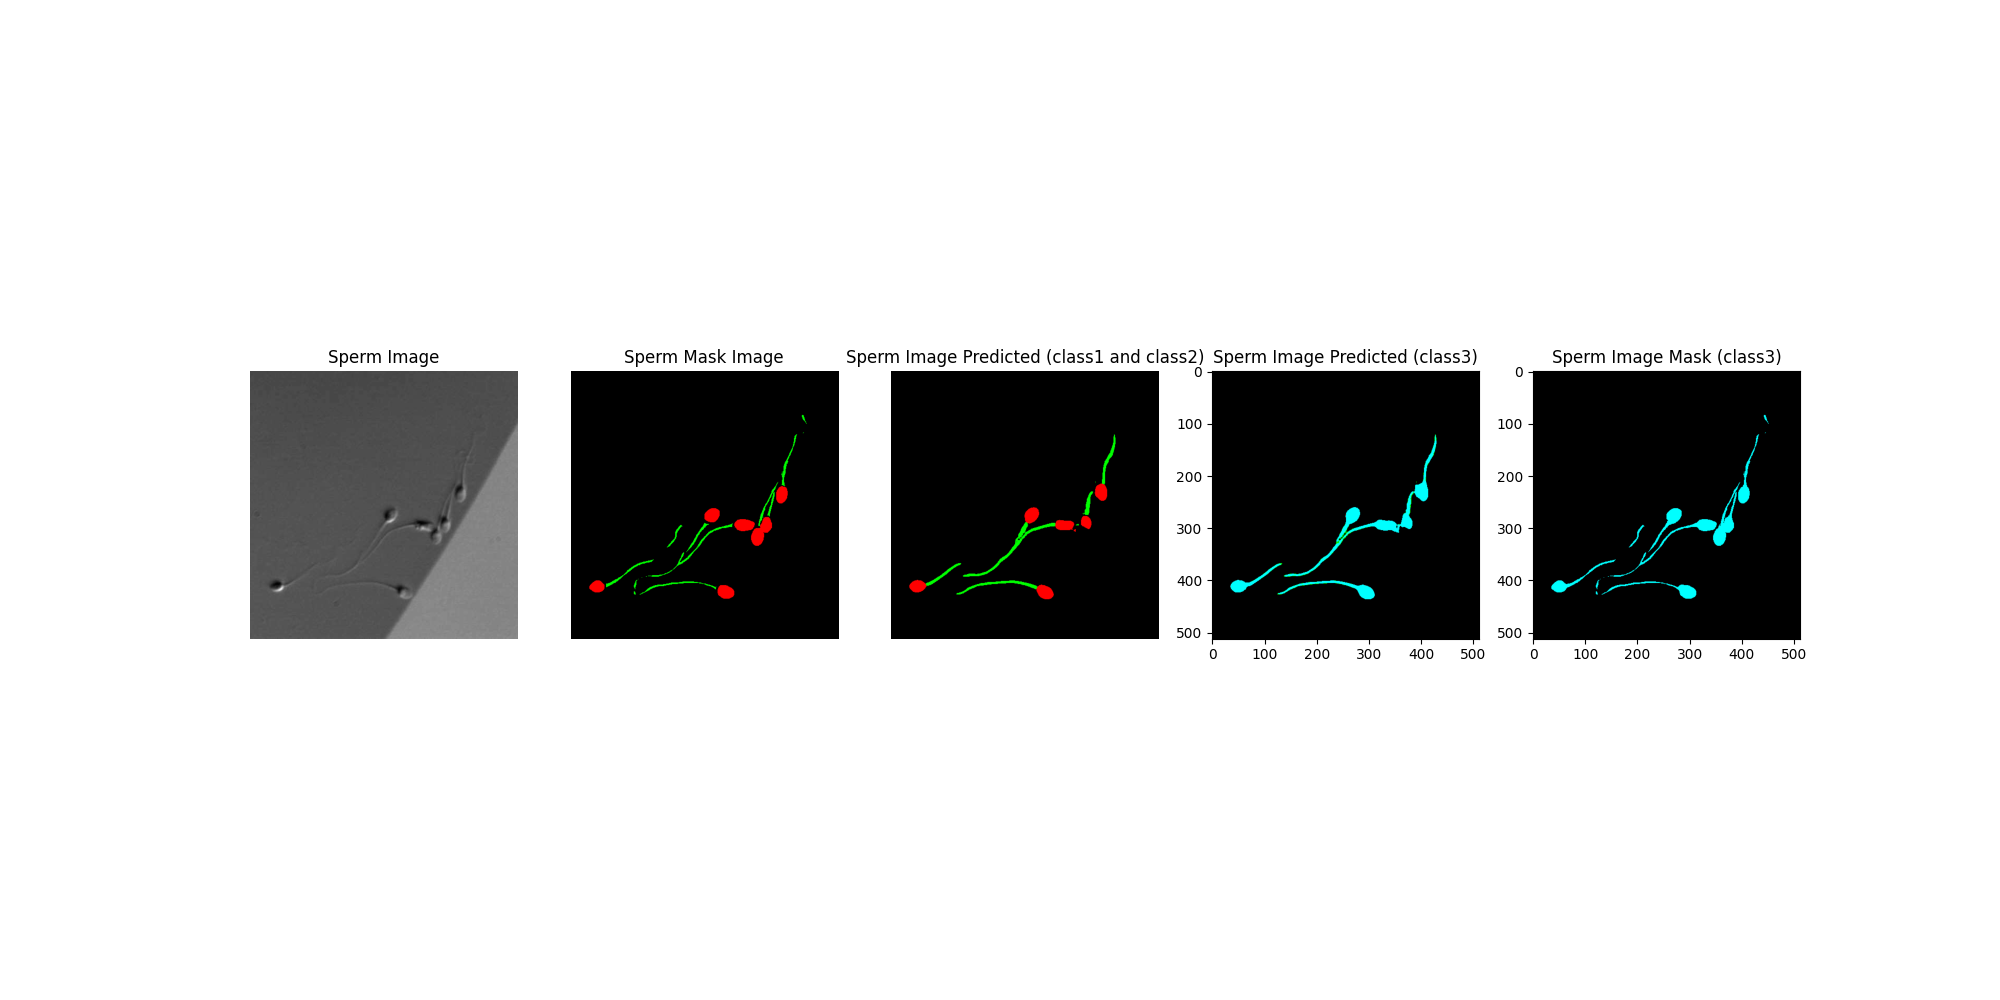 Sperm Image
Sperm Mask Image
Sperm Image Predicted (class1 and class2)
Sperm Image Predicted (class3)
Sperm Image Mask (class3)
0
100
200
300
400
500
0 100 200 300 400 500
0
100
200
300
400
500
0 100 200 300 400 500